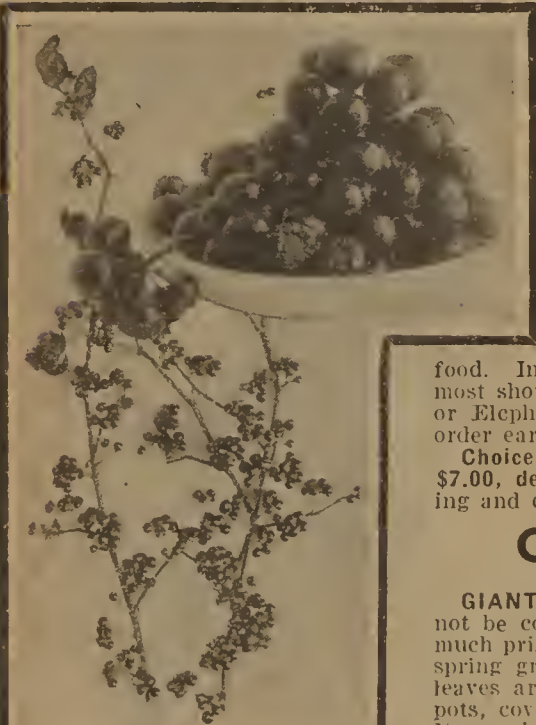 food. In
most sho
or Eleph
order ear
Choice
$7.00, de
ing and c
C
GIANT
not be co
much pri
spring gr
leaves ar
pots, cov